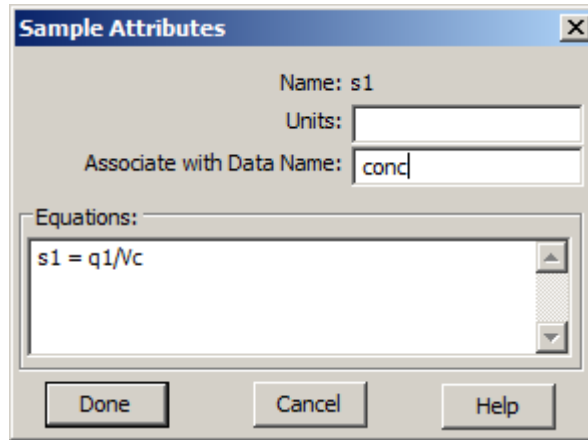 Sample Attributes
Name: s1
Units:
Associate with Data Name: conc
Equations:
s1 = q1/Vc
Done Cancel Help